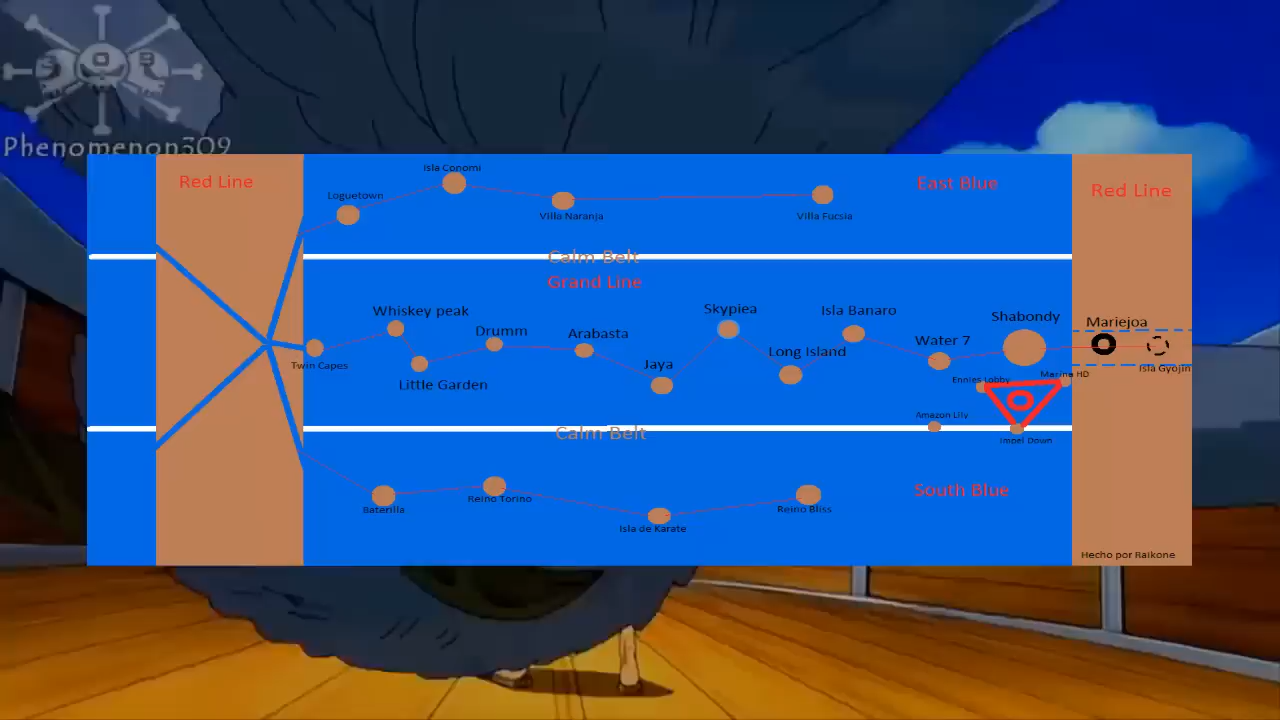 309
Phenomenon309
Red Line
Isla Conomi
East Blue
Red Line
Loguetown
Villa Naranja
Villa Fucsia
Calm Belt
Grand Line
Whiskey peak
Skypiea
Isla Banaro
Shabondy
Mariejoa
Drumm
Arabasta
Water 7
Long Island
Twin Capes
Jaya
Isla Gyojin
Little Garden
Ennies Lobby
Marina HD
Amazon Lily
Calm Belt
Impel Down
South Blue
Baterilla
Reino Torino
Isla de Karate
Reino Bliss
Hecho por Raikone